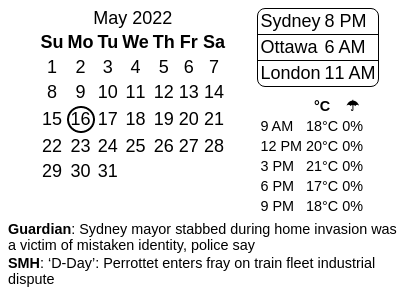 May 2022
Su Mo Tu We Th Fr Sa
1 2 3 4 5 6 7
8 9 10 11 12 13 14
15 16 17 18 19 20 21
22 23 24 25 26 27 28
29 30 31
Sydney 8 PM
Ottawa 6 AM
London 11 AM
°C ☂
9 AM 18°C 0%
12 PM 20°C 0%
3 PM 21°C 0%
6 PM 17°C 0%
9 PM 18°C 0%
Guardian: Sydney mayor stabbed during home invasion was
a victim of mistaken identity, police say
SMH: ‘D-Day’: Perrottet enters fray on train fleet industrial
dispute